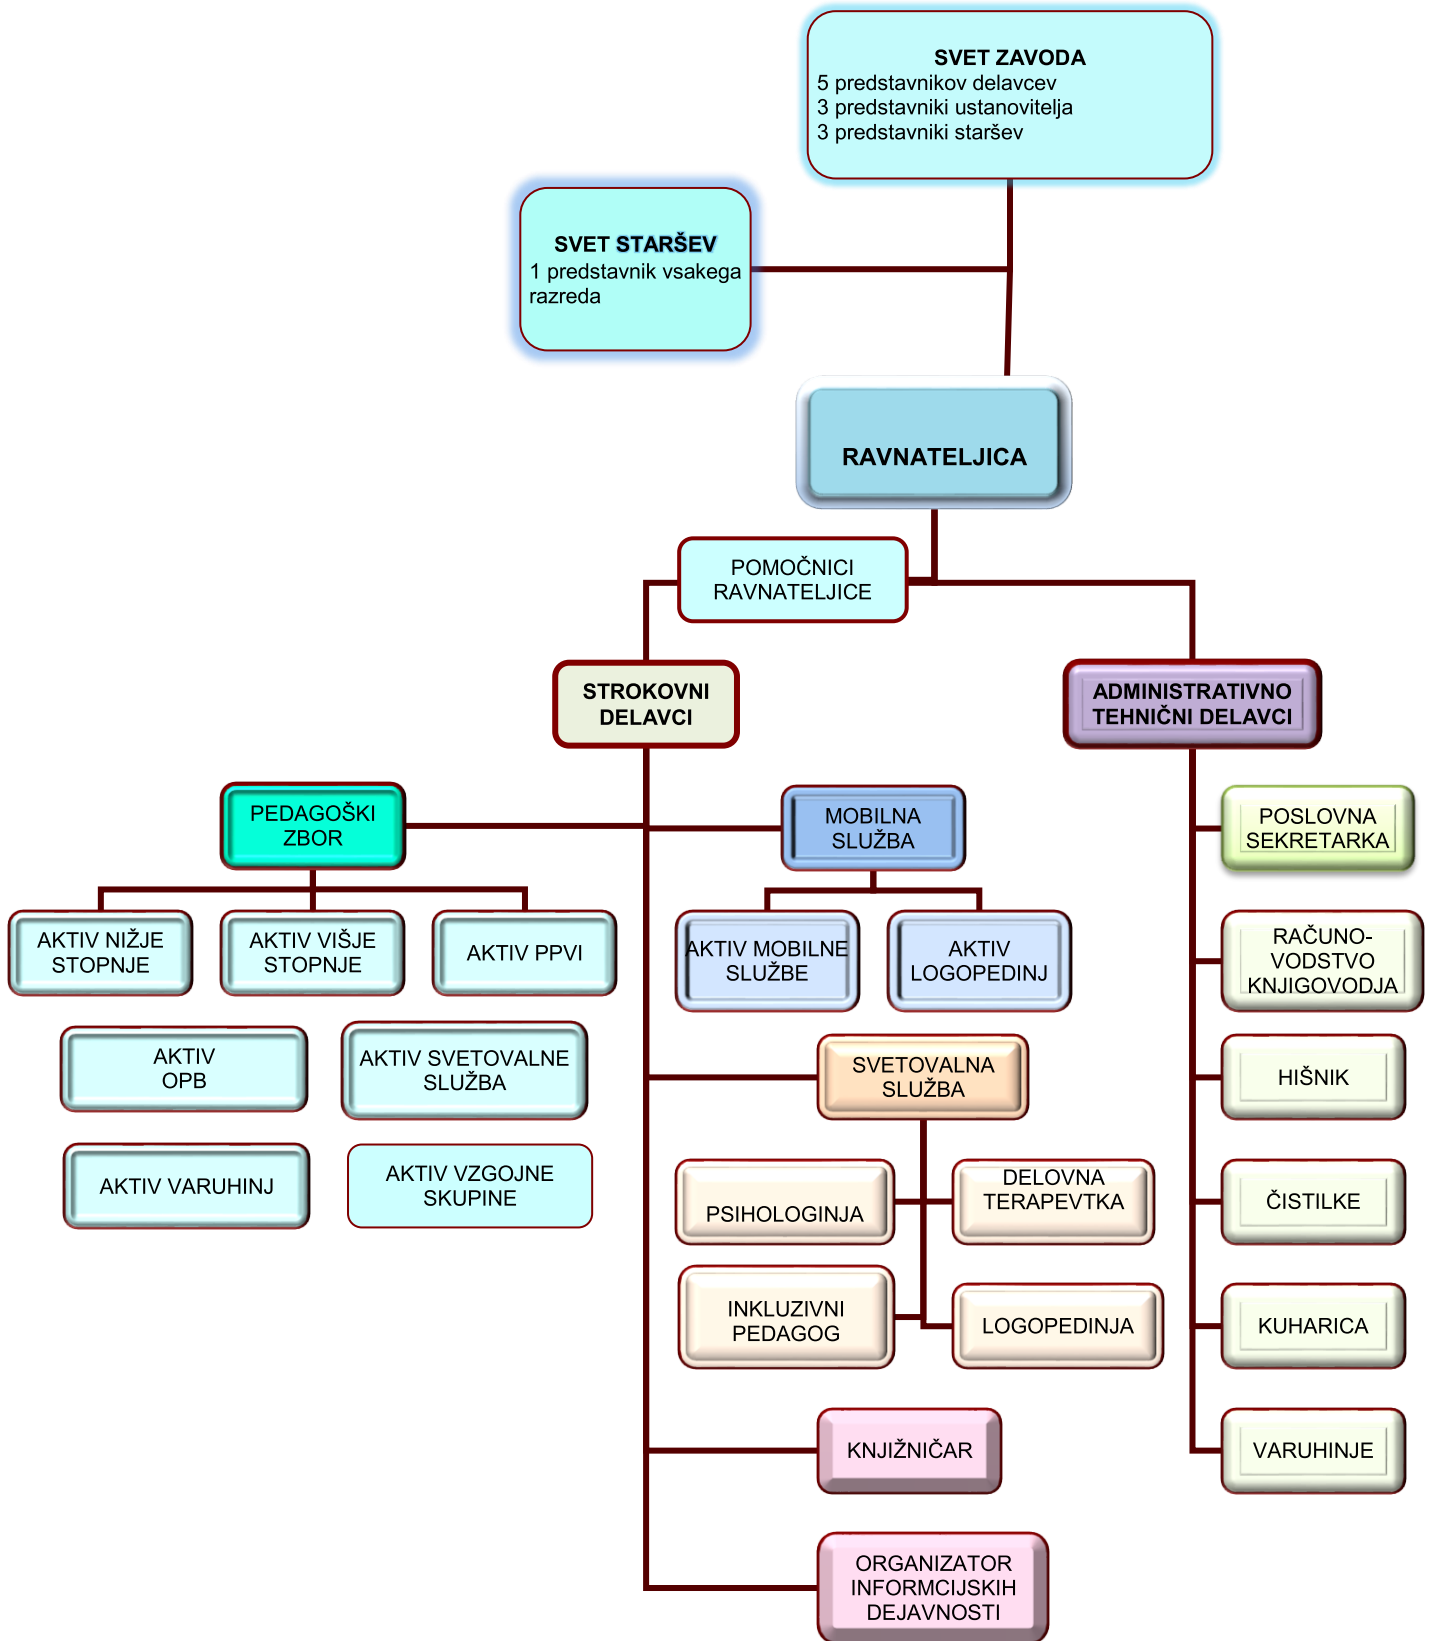 SVET ZAVODA
5 predstavnikov delavcev
3 predstavniki ustanovitelja
3 predstavniki staršev
SVET STARŠEV
1 predstavnik vsakega
razreda
RAVNATELJICA
POMOČNICI
RAVNATELJICE
STROKOVNI
DELAVCI
ADMINISTRATIVNO
TEHNIČNI DELAVCI
PEDAGOŠKI
ZBOR
MOBILNA
SLUŽBA
POSLOVNA
SEKRETARKA
AKTIV NIŽJE
STOPNJE
AKTIV VIŠJE
STOPNJE
AKTIV PPVI
AKTIV MOBILNE
SLUŽBE
AKTIV
LOGOPEDINJ
RAČUNO-
VODSTVO
KNJIGOVODJA
AKTIV
OPB
AKTIV SVETOVALNE
SLUŽBA
SVETOVALNA
SLUŽBA
HIŠNIK
AKTIV VARUHINJ
AKTIV VZGOJNE
SKUPINE
PSIHOLOGINJA
DELOVNA
TERAPEVTKA
ČISTILKE
INKLUZIVNI
PEDAGOG
LOGOPEDINJA
KUHARICA
KNJIŽNIČAR
VARUHINJE
ORGANIZATOR
INFORMCIJSKIH
DEJAVNOSTI